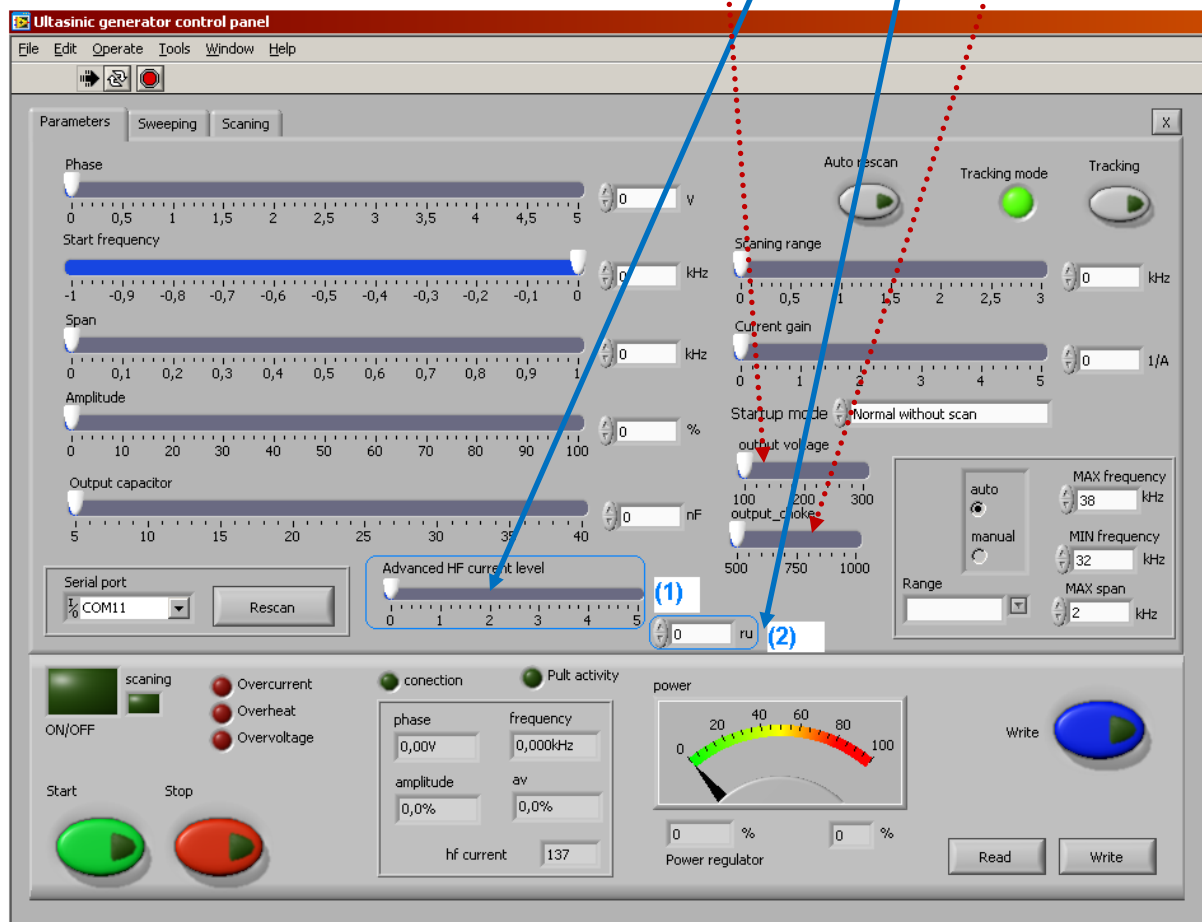 Ultasinic generator control panel
File Edit Operate Tools Window Help
Parameters Sweeping Scaning X
Phase
0 0,5 1 1,5 2 2,5 3 3,5 4 4,5 5
0 V
Start frequency
-1 -0,9 -0,8 -0,7 -0,6 -0,5 -0,4 -0,3 -0,2 -0,1 0
0 kHz
Span
0 0,1 0,2 0,3 0,4 0,5 0,6 0,7 0,8 0,9 1
0 kHz
Amplitude
0 10 20 30 40 50 60 70 80 90 100
0 %
Output capacitor
5 10 15 20 25 30 35 40
0 nF
Auto rescan Tracking mode Tracking
Scaning range
0 0,5 1 1,5 2 2,5 3
0 kHz
Current gain
0 1 2 3 4 5
0 1/A
Startup mode Normal without scan
output voltage
100 200 300
output_choke
500 750 1000
auto
manual
Range
MAX frequency
38 kHz
MIN frequency
32 kHz
MAX span
2 kHz
Serial port
I/0 COM11 Rescan
Advanced HF current level
0 1 2 3 4 5
(1)
0 ru (2)
ON/OFF
scaning
Overcurrent
Overheat
Overvoltage
Start Stop
conection Pult activity
phase frequency
0,00V 0,000kHz
amplitude av
0,0% 0,0%
hf current 137
power
0 20 40 60 80 100
0 % 0 %
Power regulator
Write
Read Write